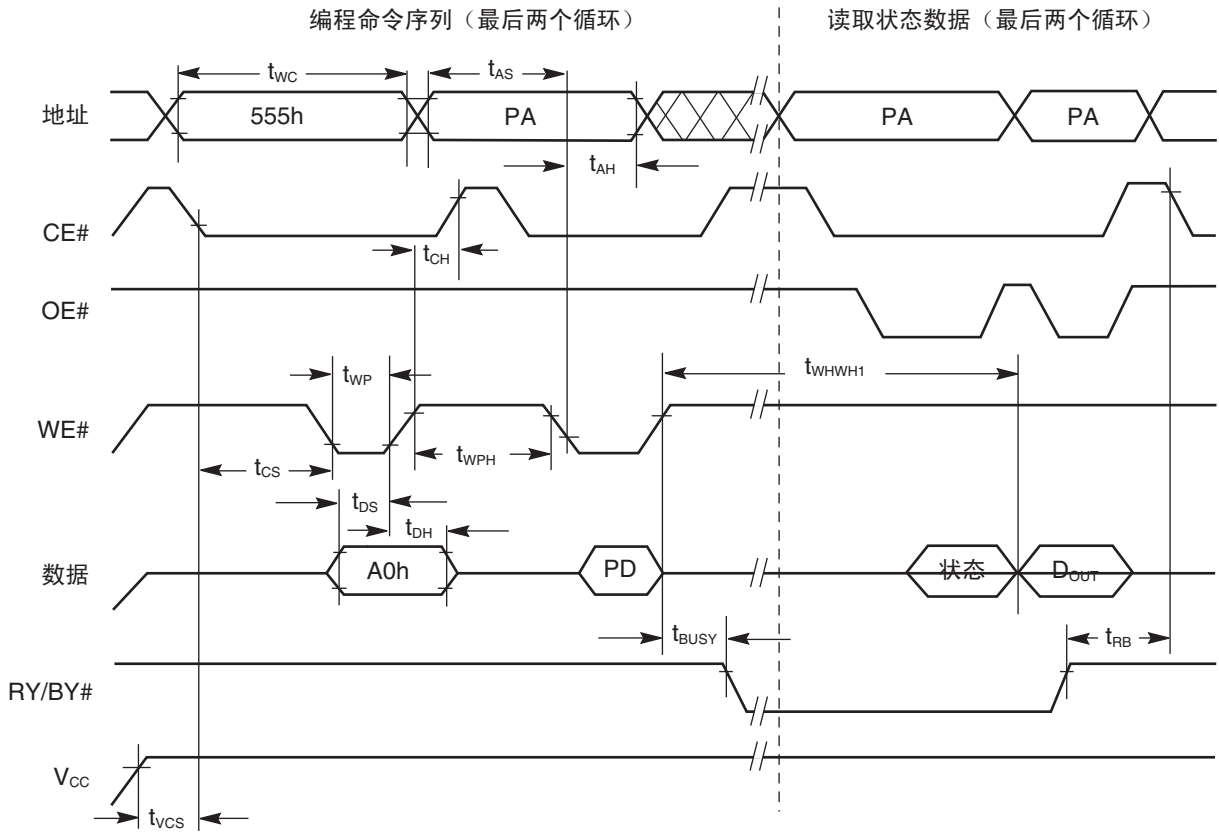 编程命令序列（最后两个循环）
读取状态数据（最后两个循环）
tWC
tAS
地址
555h
PA
PA
PA
tAH
CE#
tCH
OE#
tWP
tWHWH1
WE#
tCS
tWPH
tDS
tDH
数据
A0h
PD
状态
DOUT
tBUSY
tRB
RY/BY#
VCC
tVCS